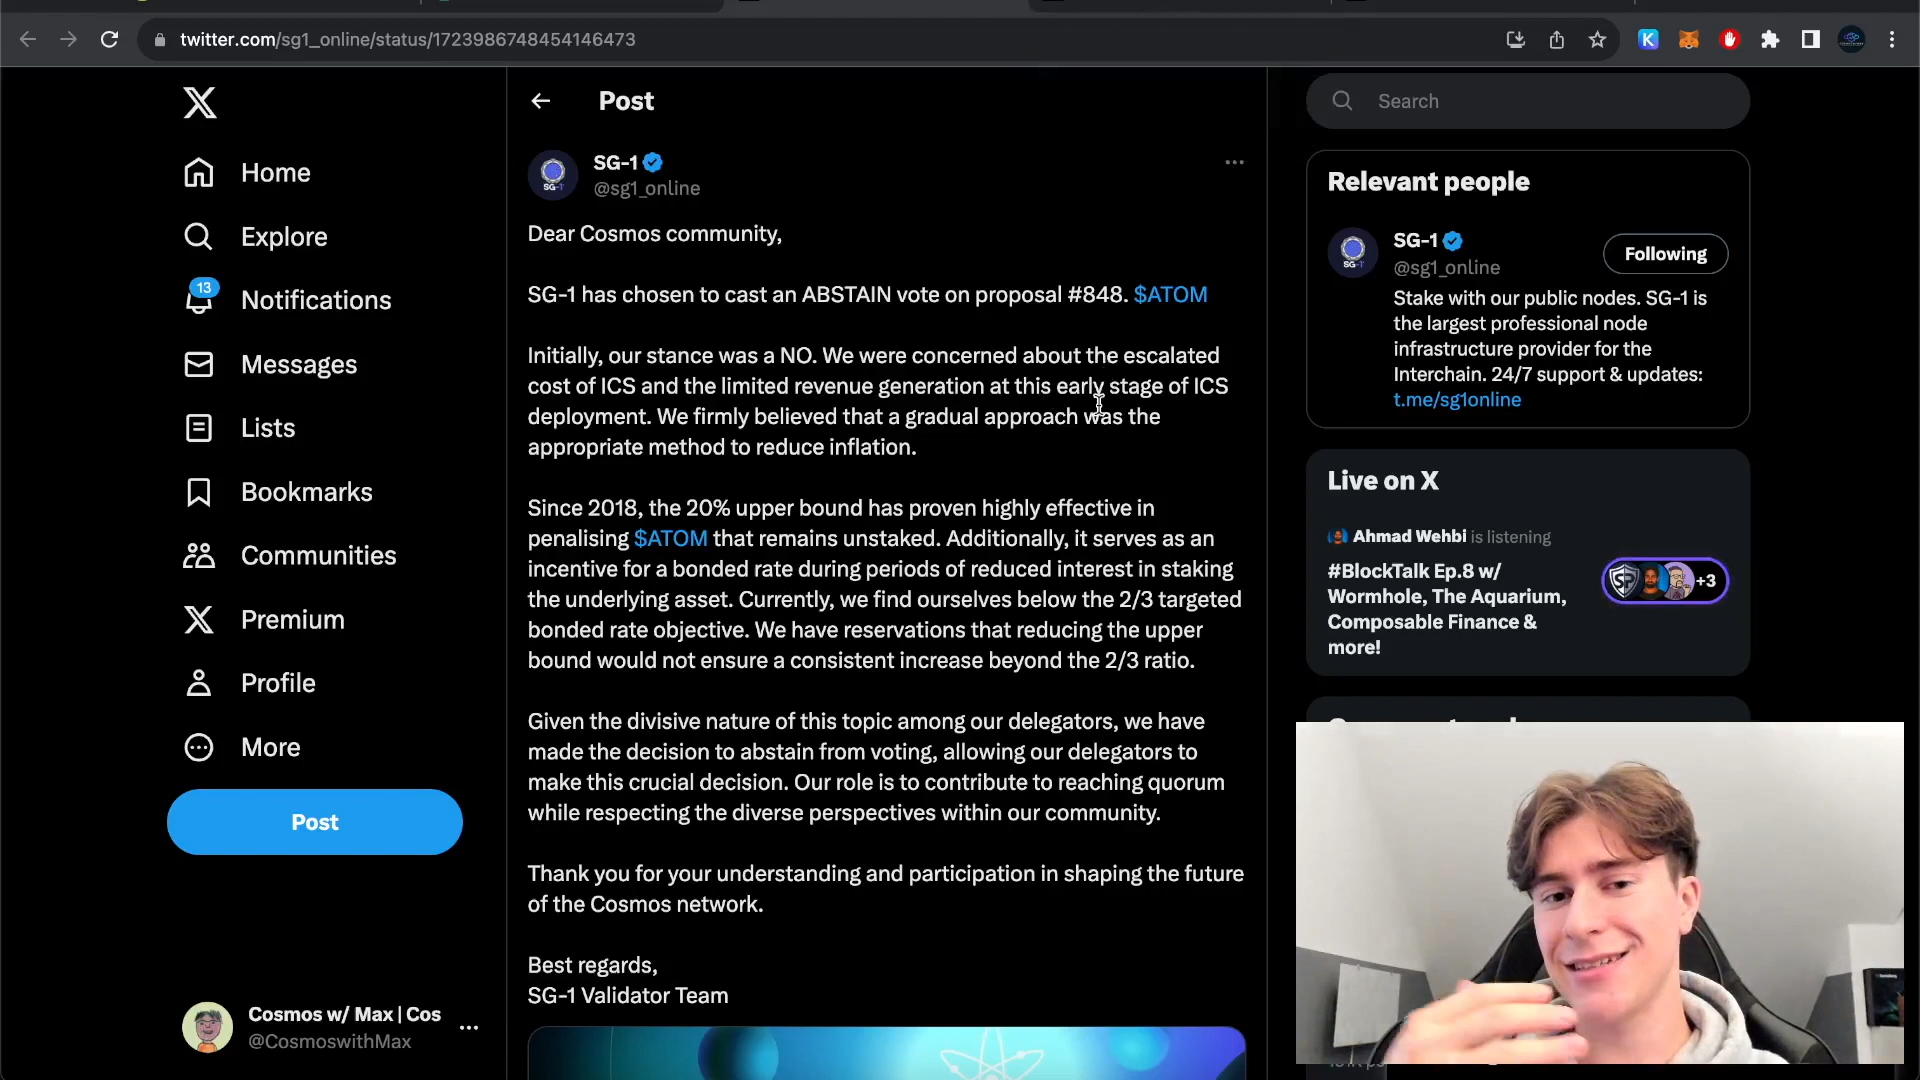 twitter.com/sg1_online/status/1723986748454146473
K
X
Post
Search
Home
Explore
13
Notifications
Messages
Lists
Bookmarks
Communities
Premium
Profile
More
Post
Cosmos w/ Max | Cos
@CosmoswithMax
SG-1
@sg1_online
Dear Cosmos community,
SG-1 has chosen to cast an ABSTAIN vote on proposal #848. $ATOM
Initially, our stance was a NO. We were concerned about the escalated
cost of ICS and the limited revenue generation at this early stage of ICS
deployment. We firmly believed that a gradual approach was the
appropriate method to reduce inflation.
Since 2018, the 20% upper bound has proven highly effective in
penalising $ATOM that remains unstaked. Additionally, it serves as an
incentive for a bonded rate during periods of reduced interest in staking
the underlying asset. Currently, we find ourselves below the 2/3 targeted
bonded rate objective. We have reservations that reducing the upper
bound would not ensure a consistent increase beyond the 2/3 ratio.
Given the divisive nature of this topic among our delegators, we have
made the decision to abstain from voting, allowing our delegators to
make this crucial decision. Our role is to contribute to reaching quorum
while respecting the diverse perspectives within our community.
Thank you for your understanding and participation in shaping the future
of the Cosmos network.
Best regards,
SG-1 Validator Team
Relevant people
SG-1
@sg1_online
Following
Stake with our public nodes. SG-1 is
the largest professional node
infrastructure provider for the
Interchain. 24/7 support & updates:
t.me/sg1online
Live on X
Ahmad Wehbi is listening
#BlockTalk Ep.8 w/
Wormhole, The Aquarium,
Composable Finance &
more!
+3